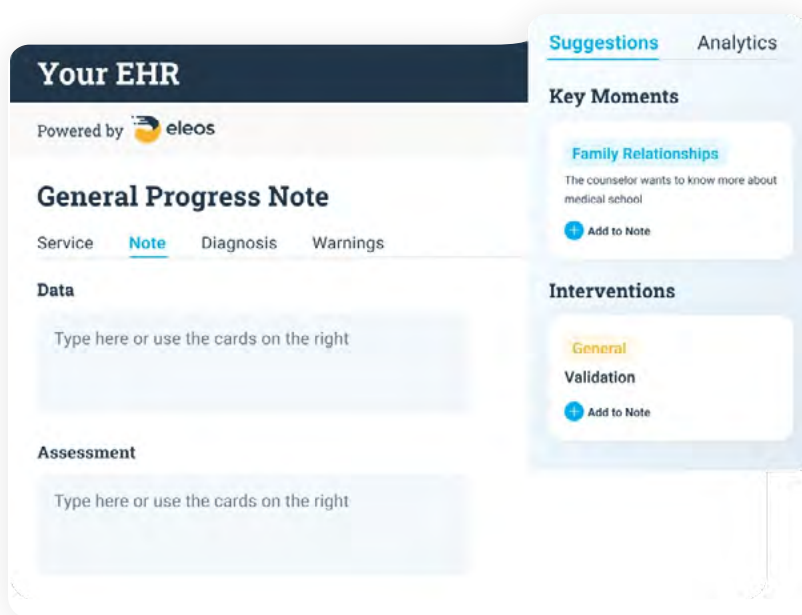 Your EHR
Powered by eleos
General Progress Note
Service Note Diagnosis Warnings
Data
Type here or use the cards on the right
Assessment
Type here or use the cards on the right
Suggestions Analytics
Key Moments
Family Relationships
The counselor wants to know more about
medical school
+ Add to Note
Interventions
General
Validation
+ Add to Note